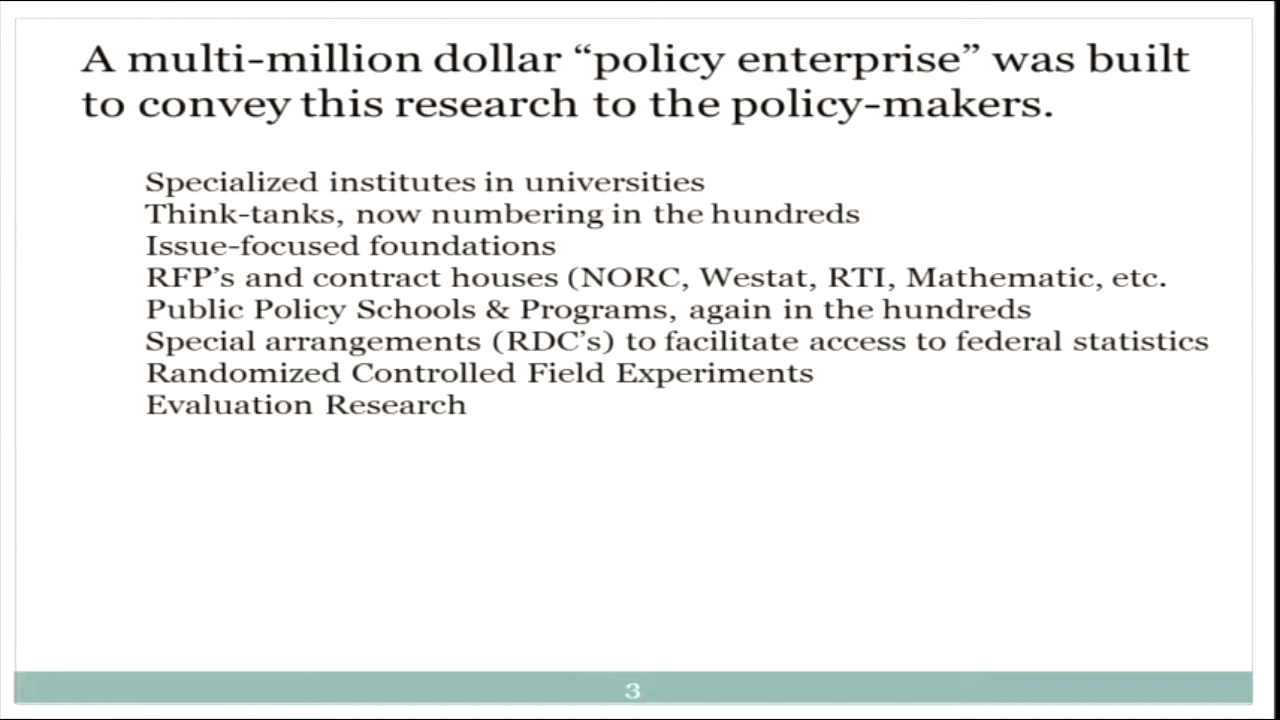 A multi-million dollar “policy enterprise” was built
to convey this research to the policy-makers.
Specialized institutes in universities
Think-tanks, now numbering in the hundreds
Issue-focused foundations
RFP’s and contract houses (NORC, Westat, RTI, Mathematic, etc.
Public Policy Schools & Programs, again in the hundreds
Special arrangements (RDC’s) to facilitate access to federal statistics
Randomized Controlled Field Experiments
Evaluation Research
3